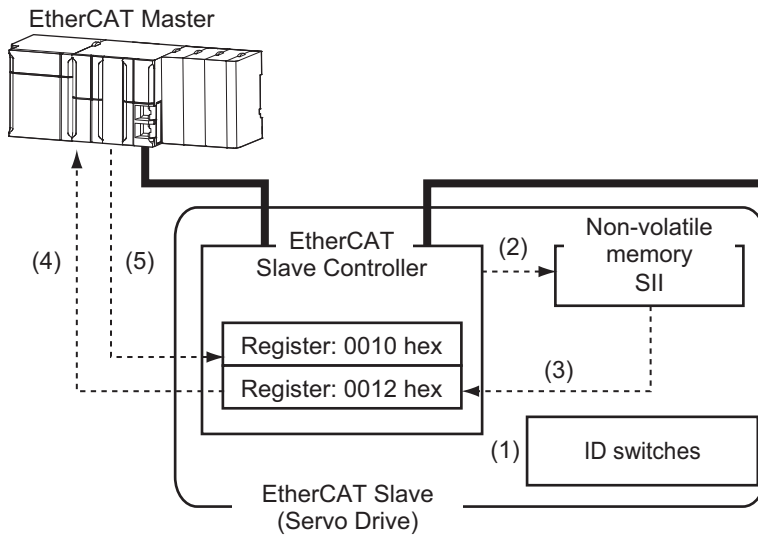 EtherCAT Master
(4)
(5)
EtherCAT
Slave Controller
(2)
Non-volatile
memory
SII
Register: 0010 hex
Register: 0012 hex
(3)
(1)
ID switches
EtherCAT Slave
(Servo Drive)